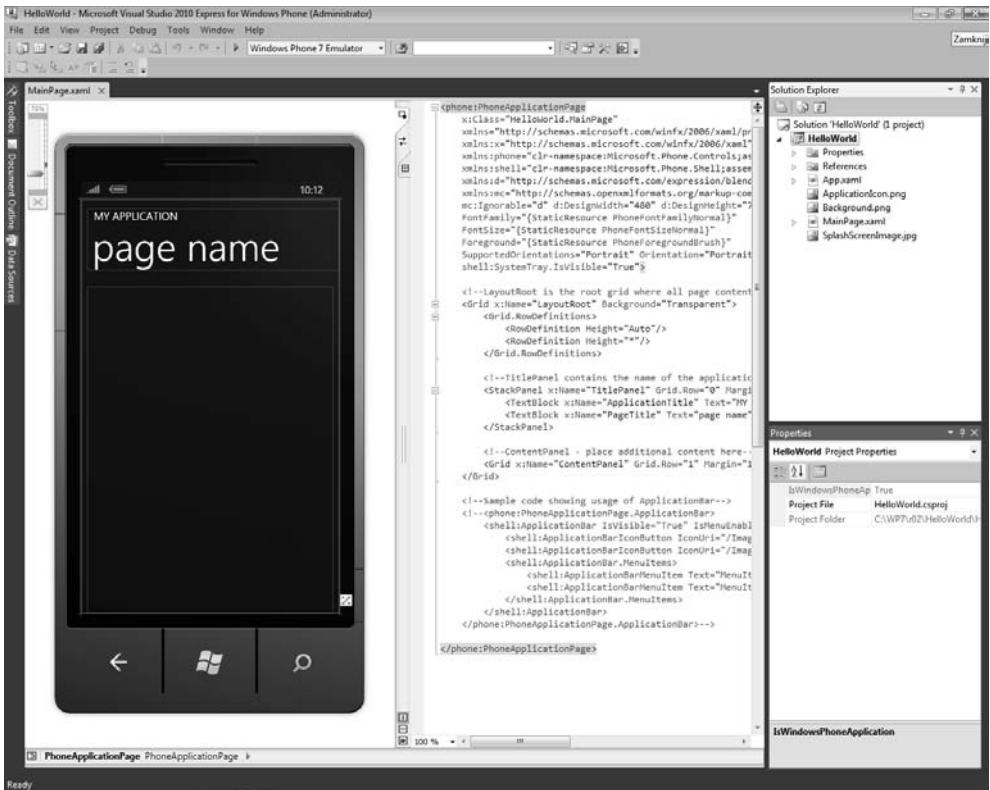 HelloWorld - Microsoft Visual Studio 2010 Express for Windows Phone (Administrator)
File Edit View Project Debug Tools Window Help
Zamknij
Windows Phone 7 Emulator
MainPage.xaml
Toolbox
Document Outline
Data Sources
10:12
MY APPLICATION
page name
<phone:PhoneApplicationPage
x:Class="HelloWorld.MainPage"
xmlns="http://schemas.microsoft.com/winfx/2006/xaml/pr
xmlns:x="http://schemas.microsoft.com/winfx/2006/xaml"
xmlns:phone="clr-namespace:Microsoft.Phone.Controls;as
xmlns:shell="clr-namespace:Microsoft.Phone.Shell;assem
xmlns:d="http://schemas.microsoft.com/expression/blend
xmlns:mc="http://schemas.openxmlformats.org/markup-com
mc:Ignorable="d" d:DesignWidth="480" d:DesignHeight="7
FontFamily="{StaticResource PhoneFontFamilyNormal}"
FontSize="{StaticResource PhoneFontSizeNormal}"
Foreground="{StaticResource PhoneForegroundBrush}"
SupportedOrientations="Portrait" Orientation="Portrait
shell:SystemTray.IsVisible="True">
<!--LayoutRoot is the root grid where all page content
<Grid x:Name="LayoutRoot" Background="Transparent">
<Grid.RowDefinitions>
<RowDefinition Height="Auto"/>
<RowDefinition Height="*"/>
</Grid.RowDefinitions>
<!--TitlePanel contains the name of the applicatio
<StackPanel x:Name="TitlePanel" Grid.Row="0" Margi
<TextBlock x:Name="ApplicationTitle" Text="MY
<TextBlock x:Name="PageTitle" Text="page name"
</StackPanel>
<!--ContentPanel - place additional content here--
<Grid x:Name="ContentPanel" Grid.Row="1" Margin="1
</Grid>
<!--Sample code showing usage of ApplicationBar-->
<!--<phone:PhoneApplicationPage.ApplicationBar>
<shell:ApplicationBar IsVisible="True" IsMenuEnabl
<shell:ApplicationBarIconButton IconUri="/Imag
<shell:ApplicationBarIconButton IconUri="/Imag
<shell:ApplicationBar.MenuItems>
<shell:ApplicationBarMenuItem Text="MenuIt
<shell:ApplicationBarMenuItem Text="MenuIt
</shell:ApplicationBar.MenuItems>
</shell:ApplicationBar>
</phone:PhoneApplicationPage.ApplicationBar>-->
</phone:PhoneApplicationPage>
100 %
PhoneApplicationPage PhoneApplicationPage
Solution Explorer
Solution 'HelloWorld' (1 project)
HelloWorld
Properties
References
App.xaml
ApplicationIcon.png
Background.png
MainPage.xaml
SplashScreenImage.jpg
Properties
HelloWorld Project Properties
IsWindowsPhoneAp True
Project File HelloWorld.csproj
Project Folder C:\WP7\r02\HelloWorld\H
IsWindowsPhoneApplication
Ready